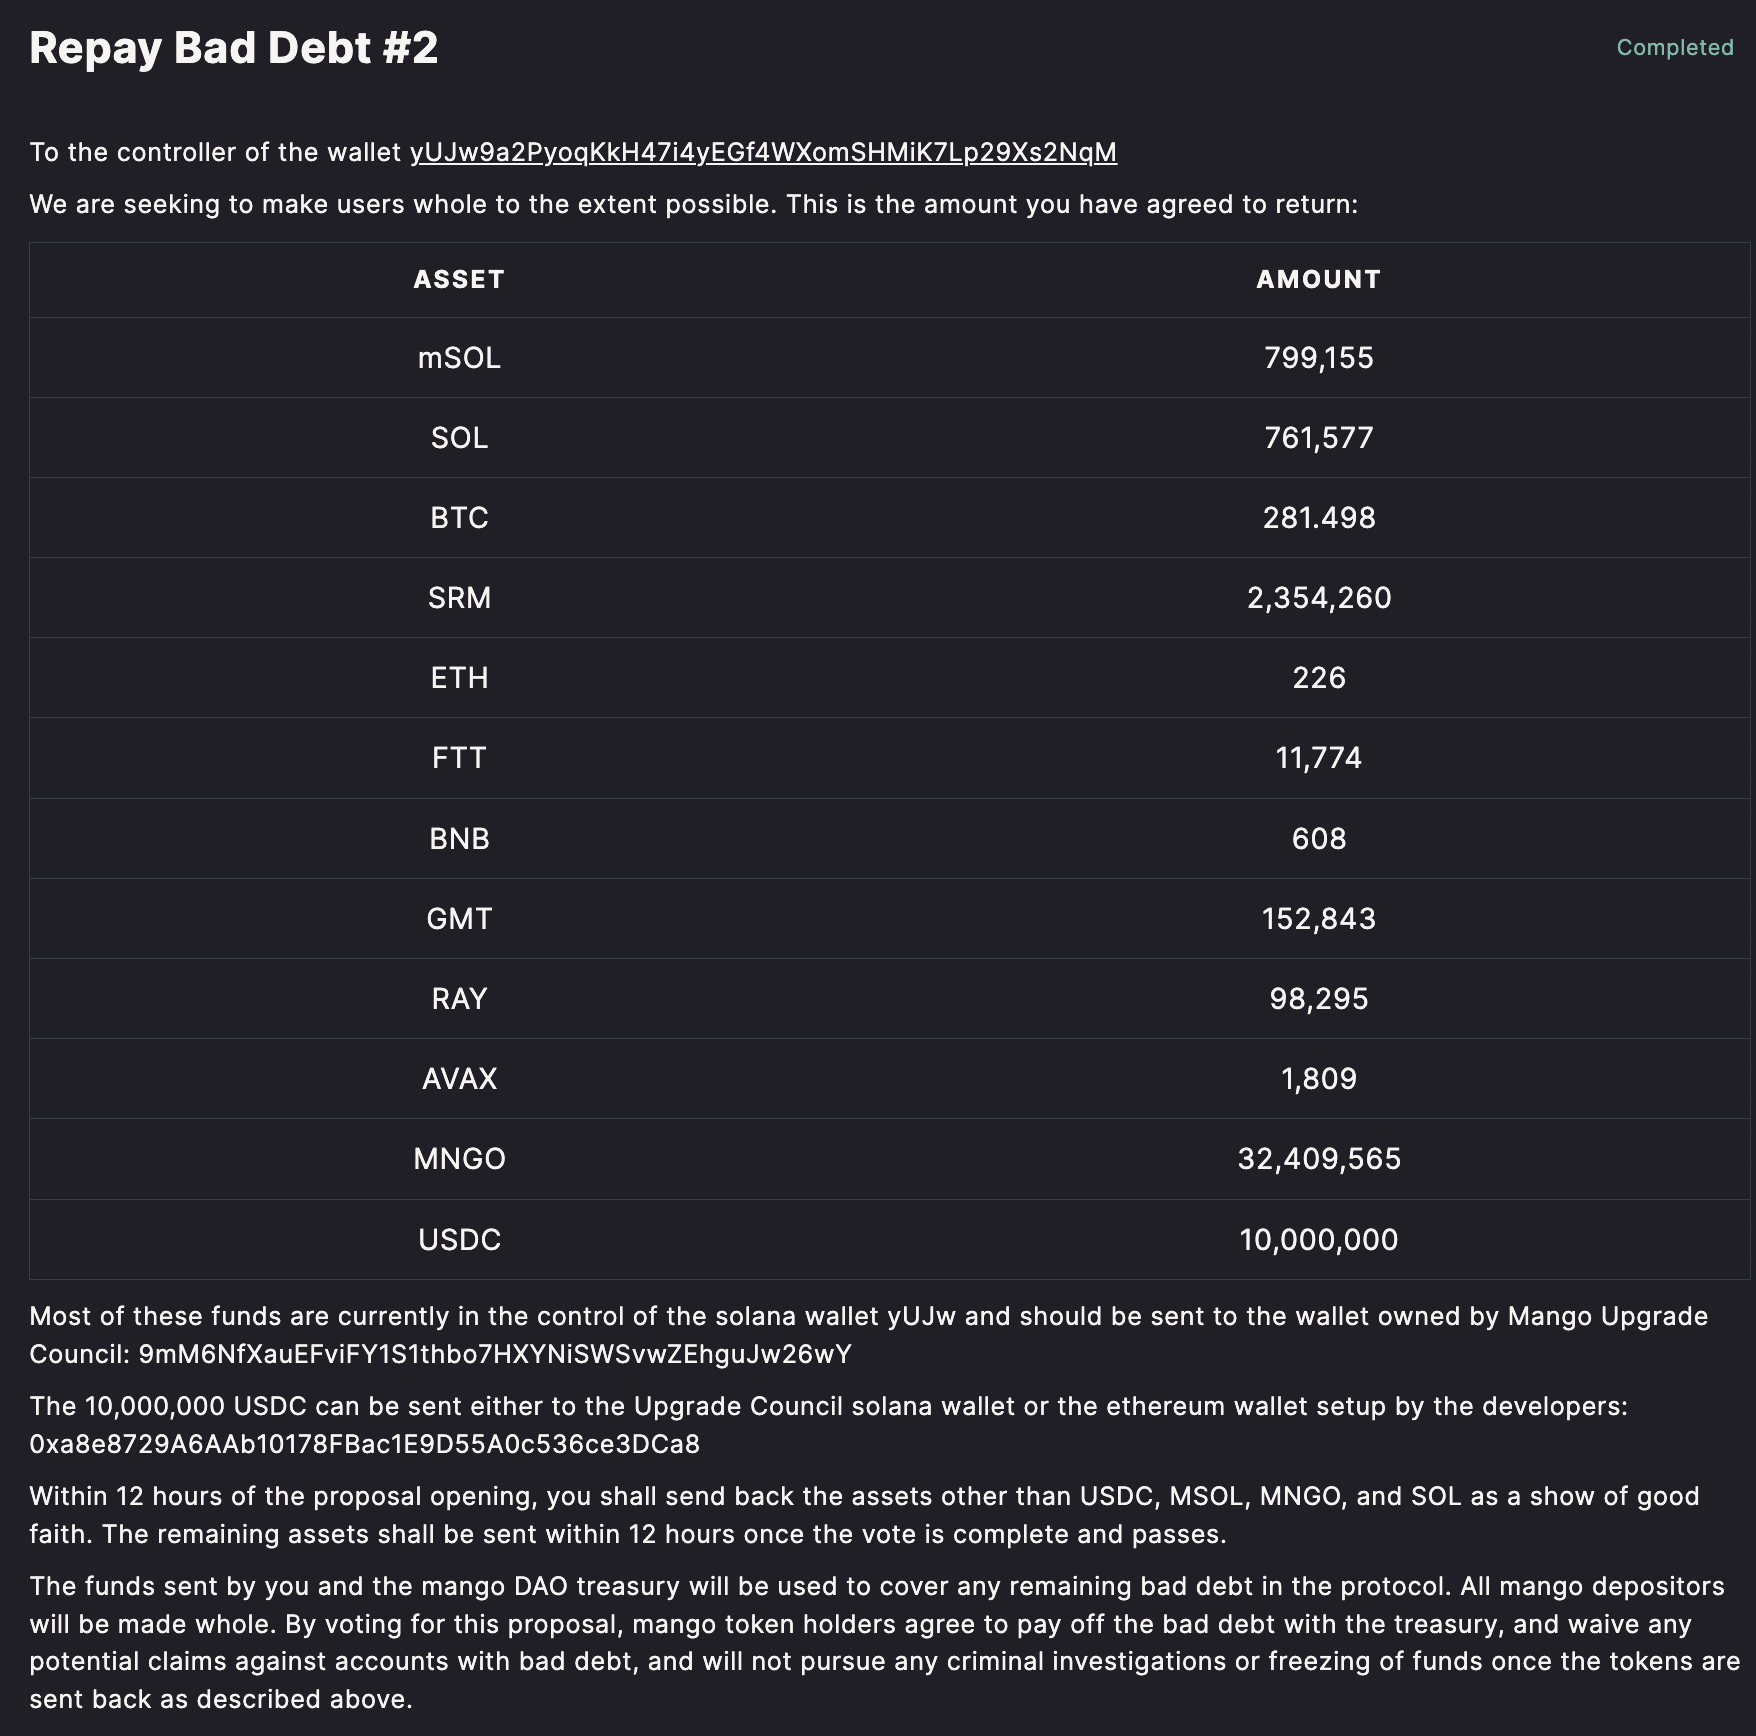 Repay Bad Debt #2
Completed
To the controller of the wallet yUJw9a2PyoqKkH47i4yEGf4WXomSHMiK7Lp29Xs2NqM
We are seeking to make users whole to the extent possible. This is the amount you have agreed to return:
ASSET AMOUNT
mSOL 799,155
SOL 761,577
BTC 281.498
SRM 2,354,260
ETH 226
FTT 11,774
BNB 608
GMT 152,843
RAY 98,295
AVAX 1,809
MNGO 32,409,565
USDC 10,000,000
Most of these funds are currently in the control of the solana wallet yUJw and should be sent to the wallet owned by Mango Upgrade
Council: 9mM6NfXauEFviFY1S1thbo7HXYNiSWSvwZEhguJw26wY
The 10,000,000 USDC can be sent either to the Upgrade Council solana wallet or the ethereum wallet setup by the developers:
0xa8e8729A6AAb10178FBac1E9D55A0c536ce3DCa8
Within 12 hours of the proposal opening, you shall send back the assets other than USDC, MSOL, MNGO, and SOL as a show of good
faith. The remaining assets shall be sent within 12 hours once the vote is complete and passes.
The funds sent by you and the mango DAO treasury will be used to cover any remaining bad debt in the protocol. All mango depositors
will be made whole. By voting for this proposal, mango token holders agree to pay off the bad debt with the treasury, and waive any
potential claims against accounts with bad debt, and will not pursue any criminal investigations or freezing of funds once the tokens are
sent back as described above.